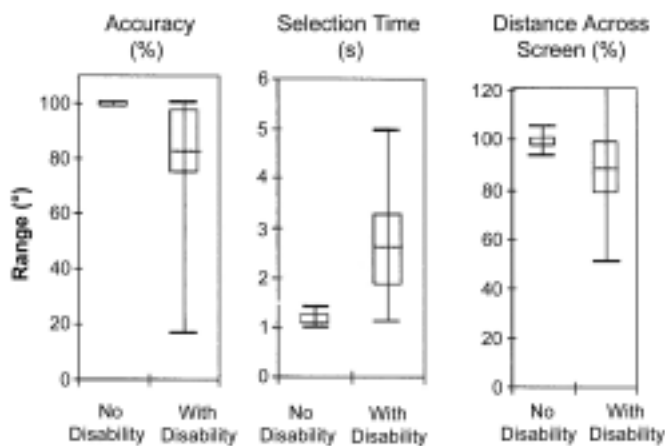 Accuracy
(%)
Selection Time
(s)
Distance Across
Screen (%)
Range (°)
100
80
60
40
20
0
No
Disability
With
Disability
6
5
4
3
2
1
0
No
Disability
With
Disability
120
100
80
60
40
20
0
No
Disability
With
Disability